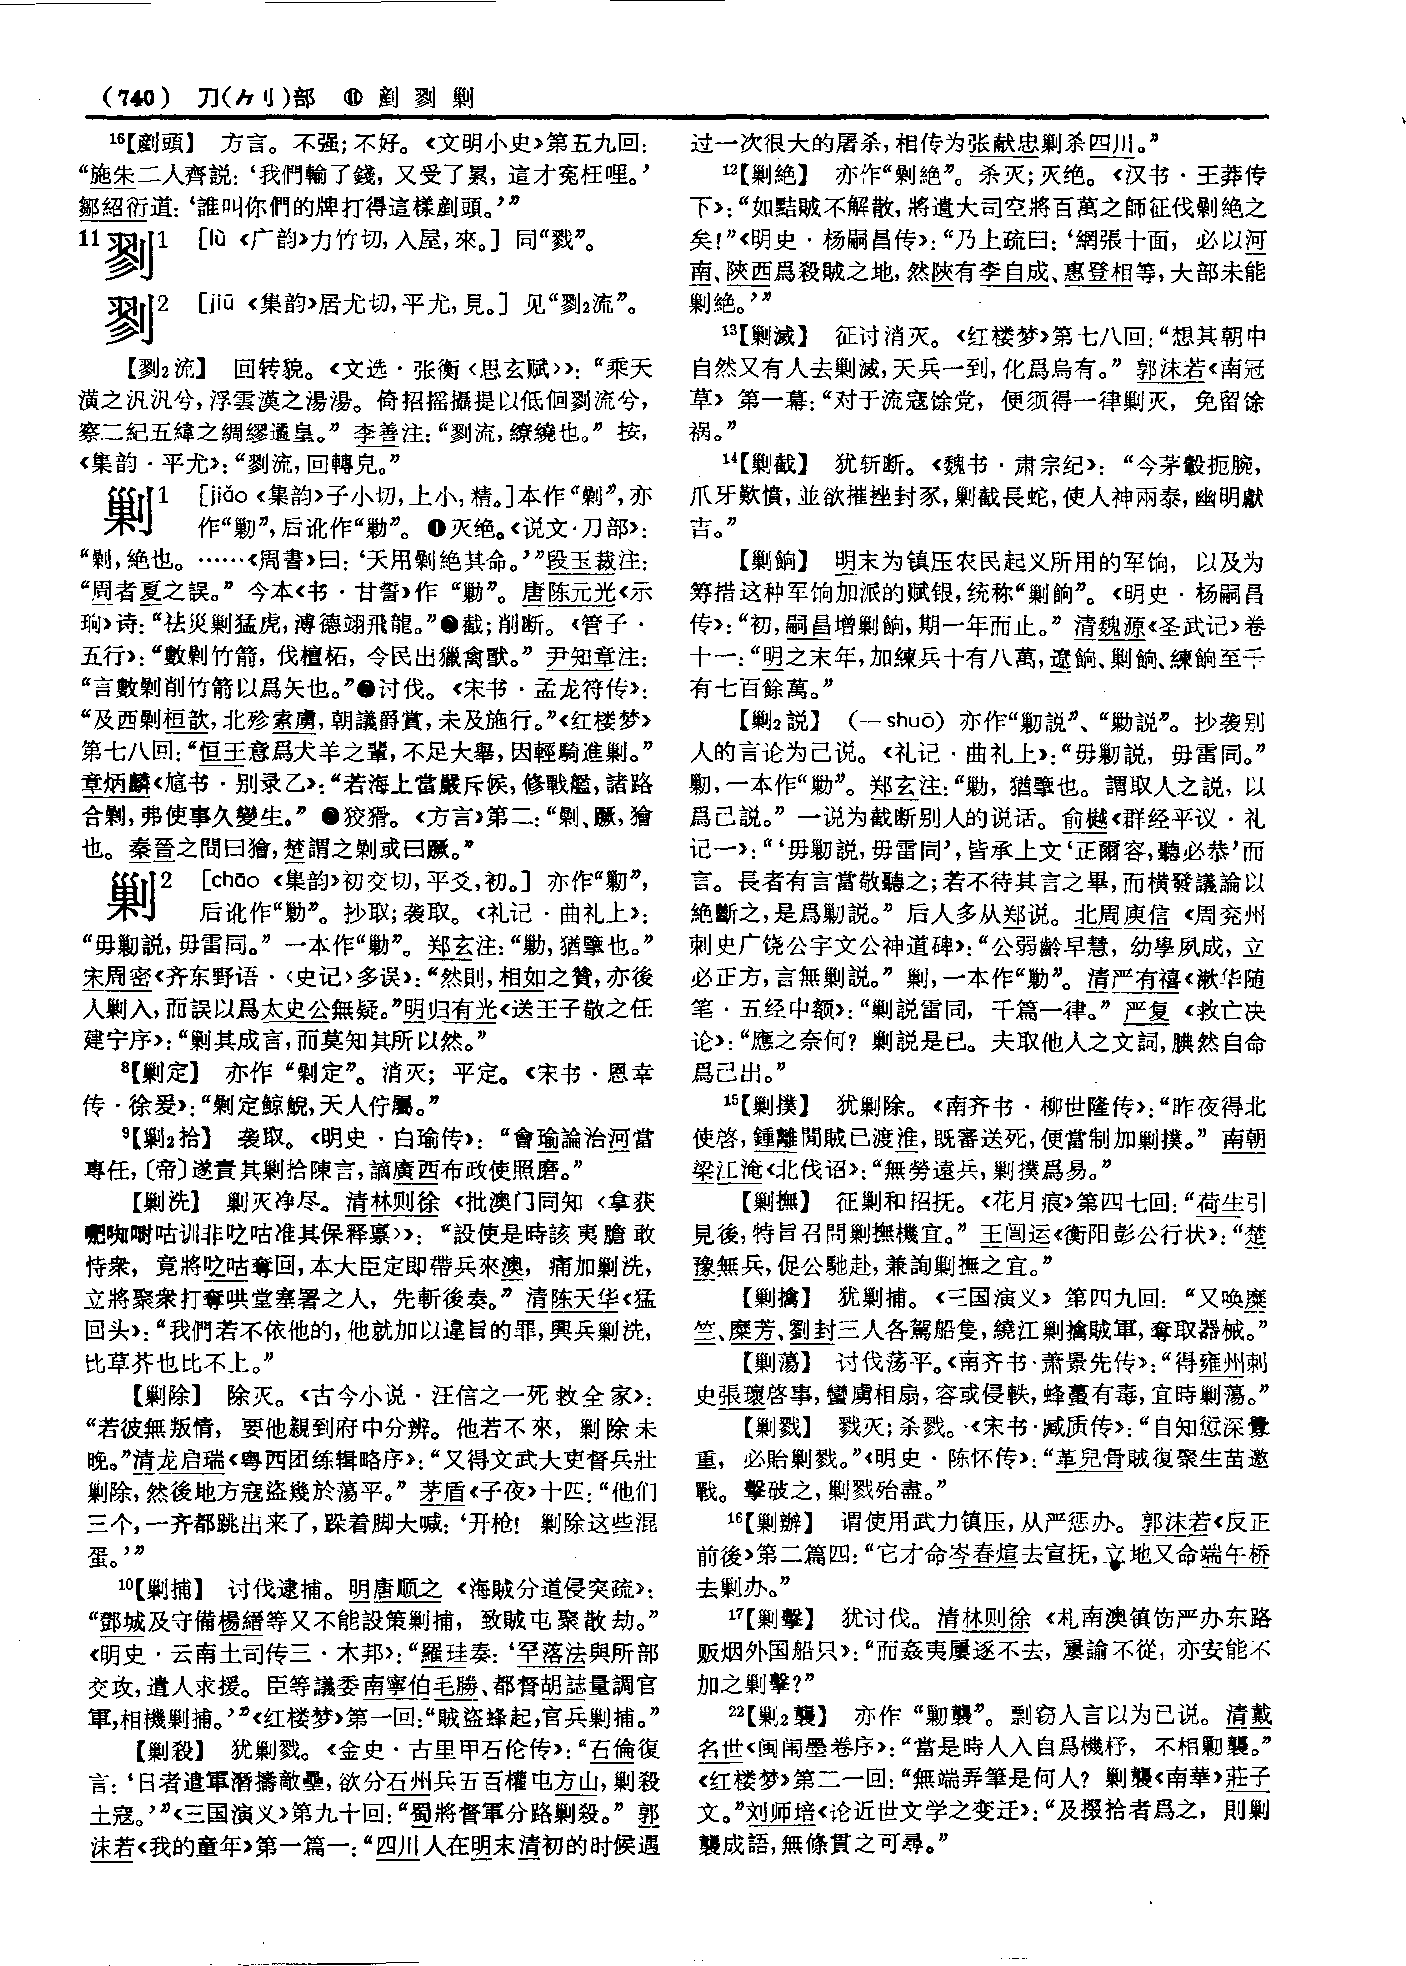 (740) 刀(⺈刂)部 ⑪ 剷 剹 剿
¹⁶【剷頭】 方言。不强;不好。《文明小史》第五九回:
“施朱二人齊説:‘我們輸了錢,又受了累,這才寃枉哩。’
鄒紹衍道:‘誰叫你們的牌打得這樣剷頭。’”
11 剹1 [lù 《广韵》力竹切,入屋,來。] 同“戮”。
剹2 [jiū 《集韵》居尤切,平尤,見。] 见“剹₂流”。
【剹₂流】 回转貌。《文选·张衡〈思玄赋〉》:“乘天
潢之汎汎兮,浮雲漢之湯湯。倚招摇攝提以低佪剹流兮,
察二紀五緯之綢繆遹皇。” 李善注:“剹流,繚繞也。” 按,
《集韵·平尤》:“剹流,回轉皃。”
剿1 [jiǎo 《集韵》子小切,上小,精。]本作“劋”,亦
作“勦”,后讹作“勦”。 ❶灭绝。《说文·刀部》:
“劋,絶也。……《周書》曰:‘天用劋絶其命。’”段玉裁注:
“周者夏之誤。” 今本《书·甘誓》作 “勦”。唐陈元光《示
珦》诗:“祛災剿猛虎,溥德翊飛龍。”❷截;削断。《管子·
五行》:“數剿竹箭,伐檀柘,令民出獵禽獸。” 尹知章注:
“言數剿削竹箭以爲矢也。”❸讨伐。《宋书·孟龙符传》:
“及西剿桓歆,北殄索虜,朝議爵賞,未及施行。”《红楼梦》
第七八回:“恒王意爲犬羊之輩,不足大舉,因輕騎進剿。”
章炳麟《訄书·别录乙》:“若海上當嚴斥候,修戰艦,諸路
合剿,弗使事久變生。” ❹狡猾。《方言》第二:“剿、蹶,獪
也。秦晉之間曰獪,楚謂之剿或曰蹶。”
剿2 [chāo 《集韵》初交切,平爻,初。] 亦作“勦”,
后讹作“勦”。抄取;袭取。《礼记·曲礼上》:
“毋勦説,毋雷同。” 一本作“勦”。郑玄注:“勦,猶擥也。”
宋周密《齐东野语·〈史记〉多误》:“然則,相如之贊,亦後
人剿入,而誤以爲太史公無疑。”明归有光《送王子敬之任
建宁序》:“剿其成言,而莫知其所以然。”
⁸【剿定】 亦作 “劋定”。消灭;平定。《宋书·恩幸
传·徐爰》:“剿定鯨鯢,天人佇屬。”
⁹【剿₂拾】 袭取。《明史·白瑜传》:“會瑜論治河當
專任,〔帝〕遂責其剿拾陳言,謫廣西布政使照磨。”
【剿洗】 剿灭净尽。清林则徐 《批澳门同知〈拿获
咕训非吃咕准其保释禀〉》:“設使是時該夷膽敢
恃衆,竟將吃咕奪回,本大臣定即帶兵來澳,痛加剿洗,
立將聚衆打奪哄堂塞署之人,先斬後奏。” 清陈天华《猛
回头》:“我們若不依他的,他就加以違旨的罪,興兵剿洗,
比草芥也比不上。”
【剿除】 除灭。《古今小说·汪信之一死救全家》:
“若彼無叛情,要他親到府中分辨。他若不來,剿除未
晚。”清龙启瑞《粤西团练辑略序》:“又得文武大吏督兵壯
剿除,然後地方寇盜幾於蕩平。” 茅盾《子夜》十四:“他们
三个,一齐都跳出来了,跺着脚大喊:‘开枪! 剿除这些混
蛋。’”
¹⁰【剿捕】 讨伐逮捕。明唐顺之 《海贼分道侵突疏》:
“鄧城及守備楊縉等又不能設策剿捕,致賊屯聚散劫。”
《明史·云南土司传三·木邦》:“羅珪奏:‘罕落法與所部
交攻,遣人求援。臣等議委南寧伯毛勝、都督胡誌量調官
軍,相機剿捕。’”《红楼梦》第一回:“賊盗蜂起,官兵剿捕。”
【剿殺】 犹剿戮。《金史·古里甲石伦传》:“石倫復
言:‘日者遣軍潛擣敵壘,欲分石州兵五百權屯方山,剿殺
土寇。’”《三国演义》第九十回:“蜀將督軍分路剿殺。” 郭
沫若《我的童年》第一篇一:“四川人在明末清初的时候遇
过一次很大的屠杀,相传为张献忠剿杀四川。”
¹²【剿絶】 亦作“劋絶”。杀灭;灭绝。《汉书·王莽传
下》:“如黠賊不解散,將遣大司空將百萬之師征伐剿絶之
矣!”《明史·杨嗣昌传》:“乃上疏曰:‘網張十面,必以河
南、陝西爲殺賊之地,然陝有李自成、惠登相等,大部未能
剿絶。’”
¹³【剿滅】 征讨消灭。《红楼梦》第七八回:“想其朝中
自然又有人去剿滅,天兵一到,化爲烏有。” 郭沫若《南冠
草》 第一幕:“对于流寇馀党,便须得一律剿灭,免留馀
祸。”
¹⁴【剿截】 犹斩断。《魏书·肃宗纪》:“今茅轂扼腕,
爪牙歎憤,並欲摧挫封豕,剿截長蛇,使人神兩泰,幽明獻
吉。”
【剿餉】 明末为镇压农民起义所用的军饷,以及为
筹措这种军饷加派的赋银,统称“剿餉”。《明史·杨嗣昌
传》:“初,嗣昌增剿餉,期一年而止。” 清魏源《圣武记》卷
十一:“明之末年,加練兵十有八萬,遼餉、剿餉、練餉至千
有七百餘萬。”
【剿₂説】 (—shuō) 亦作“勦説”、“勦説”。抄袭别
人的言论为己说。《礼记·曲礼上》:“毋勦説,毋雷同。”
勦,一本作“勦”。郑玄注:“勦,猶擥也。謂取人之説,以
爲己説。” 一说为截断别人的说话。俞樾《群经平议·礼
记一》:“‘毋勦説,毋雷同’,皆承上文‘正爾容,聽必恭’而
言。長者有言當敬聽之;若不待其言之畢,而橫發議論以
絶斷之,是爲勦説。” 后人多从郑说。北周庾信 《周兖州
刺史广饶公宇文公神道碑》:“公弱齡早慧,幼學夙成,立
必正方,言無剿説。” 剿,一本作“勦”。清严有禧《漱华随
笔·五经中额》:“剿説雷同,千篇一律。” 严复 《救亡决
论》:“應之奈何? 剿説是已。夫取他人之文詞,腆然自命
爲己出。”
¹⁵【剿撲】 犹剿除。《南齐书·柳世隆传》:“昨夜得北
使啓,鍾離間賊已渡淮,既審送死,便當制加剿撲。” 南朝
梁江淹《北伐诏》:“無勞遠兵,剿撲爲易。”
【剿撫】 征剿和招抚。《花月痕》第四七回:“荷生引
見後,特旨召問剿撫機宜。” 王闿运《衡阳彭公行状》:“楚
豫無兵,促公馳赴,兼詢剿撫之宜。”
【剿擒】 犹剿捕。《三国演义》 第四九回:“又唤糜
竺、糜芳、劉封三人各駕船隻,繞江剿擒賊軍,奪取器械。”
【剿蕩】 讨伐荡平。《南齐书·萧景先传》:“得雍州刺
史張瓌啓事,蠻虜相扇,容或侵軼,蜂蠆有毒,宜時剿蕩。”
【剿戮】 戮灭;杀戮。《宋书·臧质传》:“自知愆深釁
重,必貽剿戮。”《明史·陈怀传》:“革兒骨賊復聚生苗邀
戰。擊破之,剿戮殆盡。”
¹⁶【剿辦】 谓使用武力镇压,从严惩办。郭沫若《反正
前後》第二篇四:“它才命岑春煊去宣抚,立地又命端午桥
去剿办。”
¹⁷【剿擊】 犹讨伐。清林则徐 《札南澳镇饬严办东路
贩烟外国船只》:“而姦夷屢逐不去,屢諭不從,亦安能不
加之剿擊?”
²²【剿₂襲】 亦作 “勦襲”。剽窃人言以为己说。清戴
名世《闽闱墨卷序》:“當是時人人自爲機杼,不相勦襲。”
《红楼梦》第二一回:“無端弄筆是何人? 剿襲《南華》莊子
文。”刘师培《论近世文学之变迁》:“及掇拾者爲之,則剿
襲成語,無條貫之可尋。”